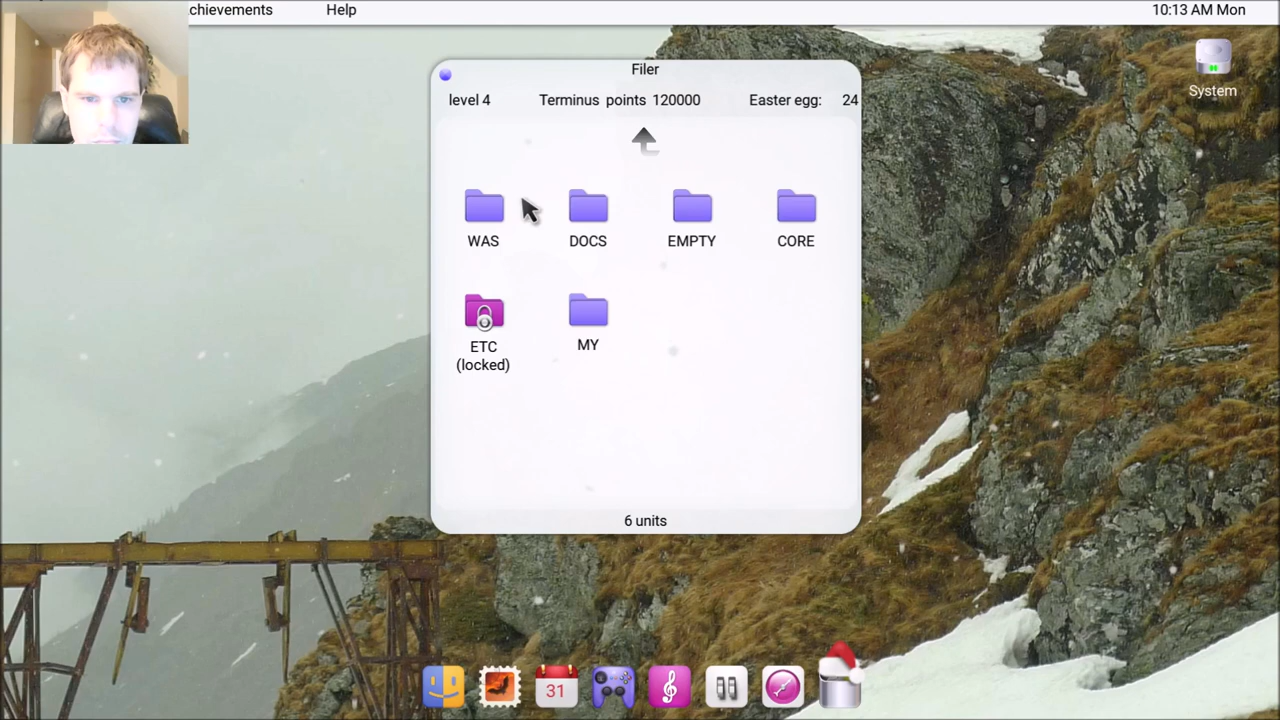 chievements Help 10:13 AM Mon
Filer
System
level 4 Terminus points 120000 Easter egg: 24
WAS DOCS EMPTY CORE
ETC
(locked)
MY
6 units
31